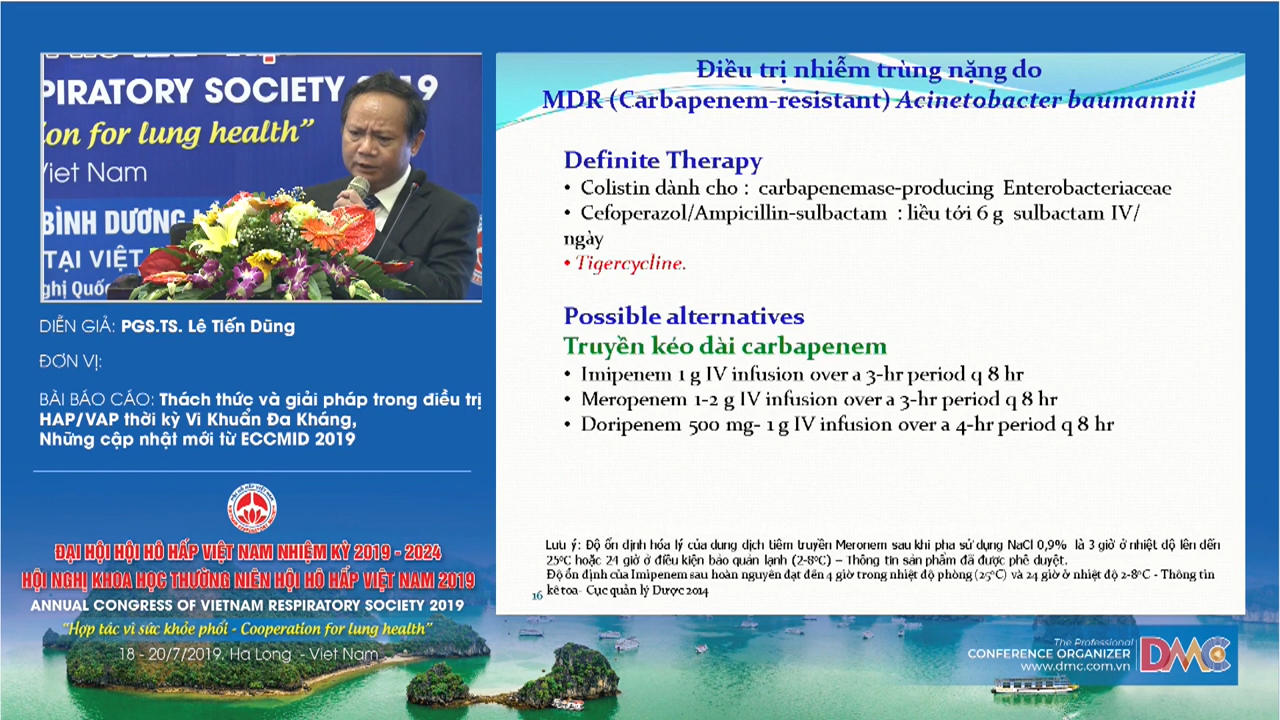 PIRATORY SOCIETY 2019
ion for lung health”
Viet Nam
BÌNH DƯƠNG
TẠI VIỆT
nghị Quốc
DIỄN GIẢ: PGS.TS. Lê Tiến Dũng
ĐƠN VỊ:
BÀI BÁO CÁO: Thách thức và giải pháp trong điều trị
HAP/VAP thời kỳ Vi Khuẩn Đa Kháng,
Những cập nhật mới từ ECCMID 2019
ĐẠI HỘI HỘI HÔ HẤP VIỆT NAM NHIỆM KỲ 2019 - 2024
HỘI NGHỊ KHOA HỌC THƯỜNG NIÊN HỘI HÔ HẤP VIỆT NAM 2019
ANNUAL CONGRESS OF VIETNAM RESPIRATORY SOCIETY 2019
“Hợp tác vì sức khỏe phổi - Cooperation for lung health”
18 - 20/7/2019. Ha Long - Viet Nam
Điều trị nhiễm trùng nặng do
MDR (Carbapenem-resistant) Acinetobacter baumannii
Definite Therapy
• Colistin dành cho : carbapenemase-producing Enterobacteriaceae
• Cefoperazol/Ampicillin-sulbactam : liều tới 6 g sulbactam IV/
ngày
• Tigercycline.
Possible alternatives
Truyền kéo dài carbapenem
• Imipenem 1 g IV infusion over a 3-hr period q 8 hr
• Meropenem 1-2 g IV infusion over a 3-hr period q 8 hr
• Doripenem 500 mg- 1 g IV infusion over a 4-hr period q 8 hr
Lưu ý: Độ ổn định hóa lý của dung dịch tiêm truyền Meronem sau khi pha sử dụng NaCl 0,9% là 3 giờ ở nhiệt độ lên đến
25°C hoặc 24 giờ ở điều kiện bảo quản lạnh (2-8°C) – Thông tin sản phẩm đã được phê duyệt.
Độ ổn định của Imipenem sau hoàn nguyên đạt đến 4 giờ trong nhiệt độ phòng (25°C) và 24 giờ ở nhiệt độ 2-8°C - Thông tin
kê toa- Cục quản lý Dược 2014
16
The Professional
CONFERENCE ORGANIZER
www.dmc.com.vn
DMC